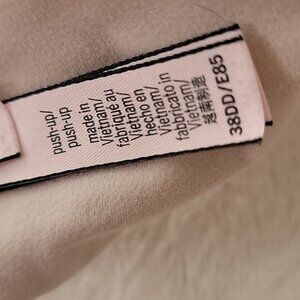 push-up/
push-up
made in
Vietnam/
fabriqué au
Vietnam/
hecho en
Vietnam/
fabricato in
Vietnam/
越南制造
38DD/E85